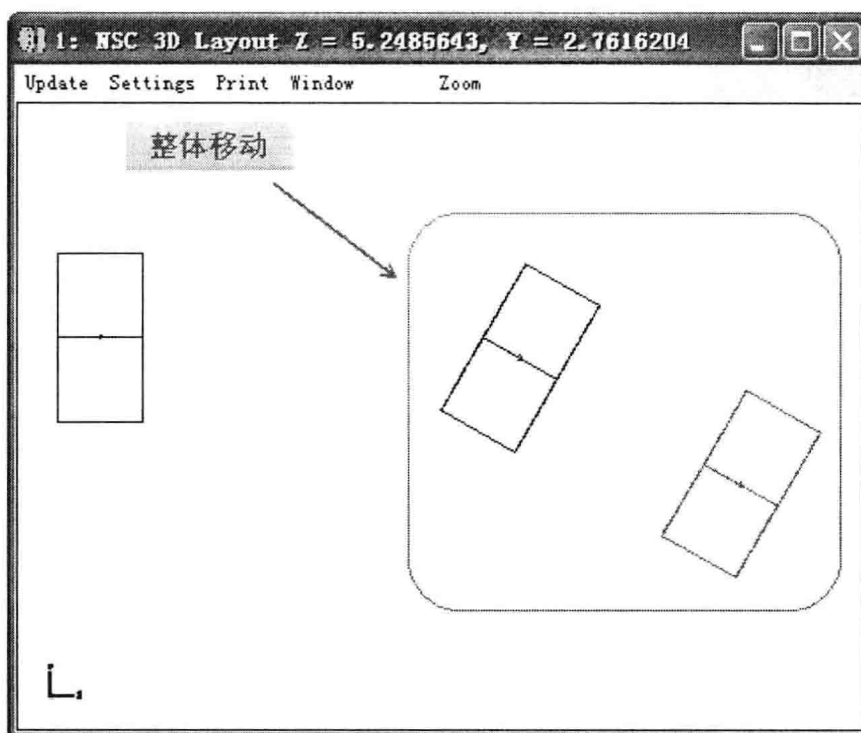 1: NSC 3D Layout Z = 5.2485643, Y = 2.7616204
Update Settings Print Window Zoom
整体移动